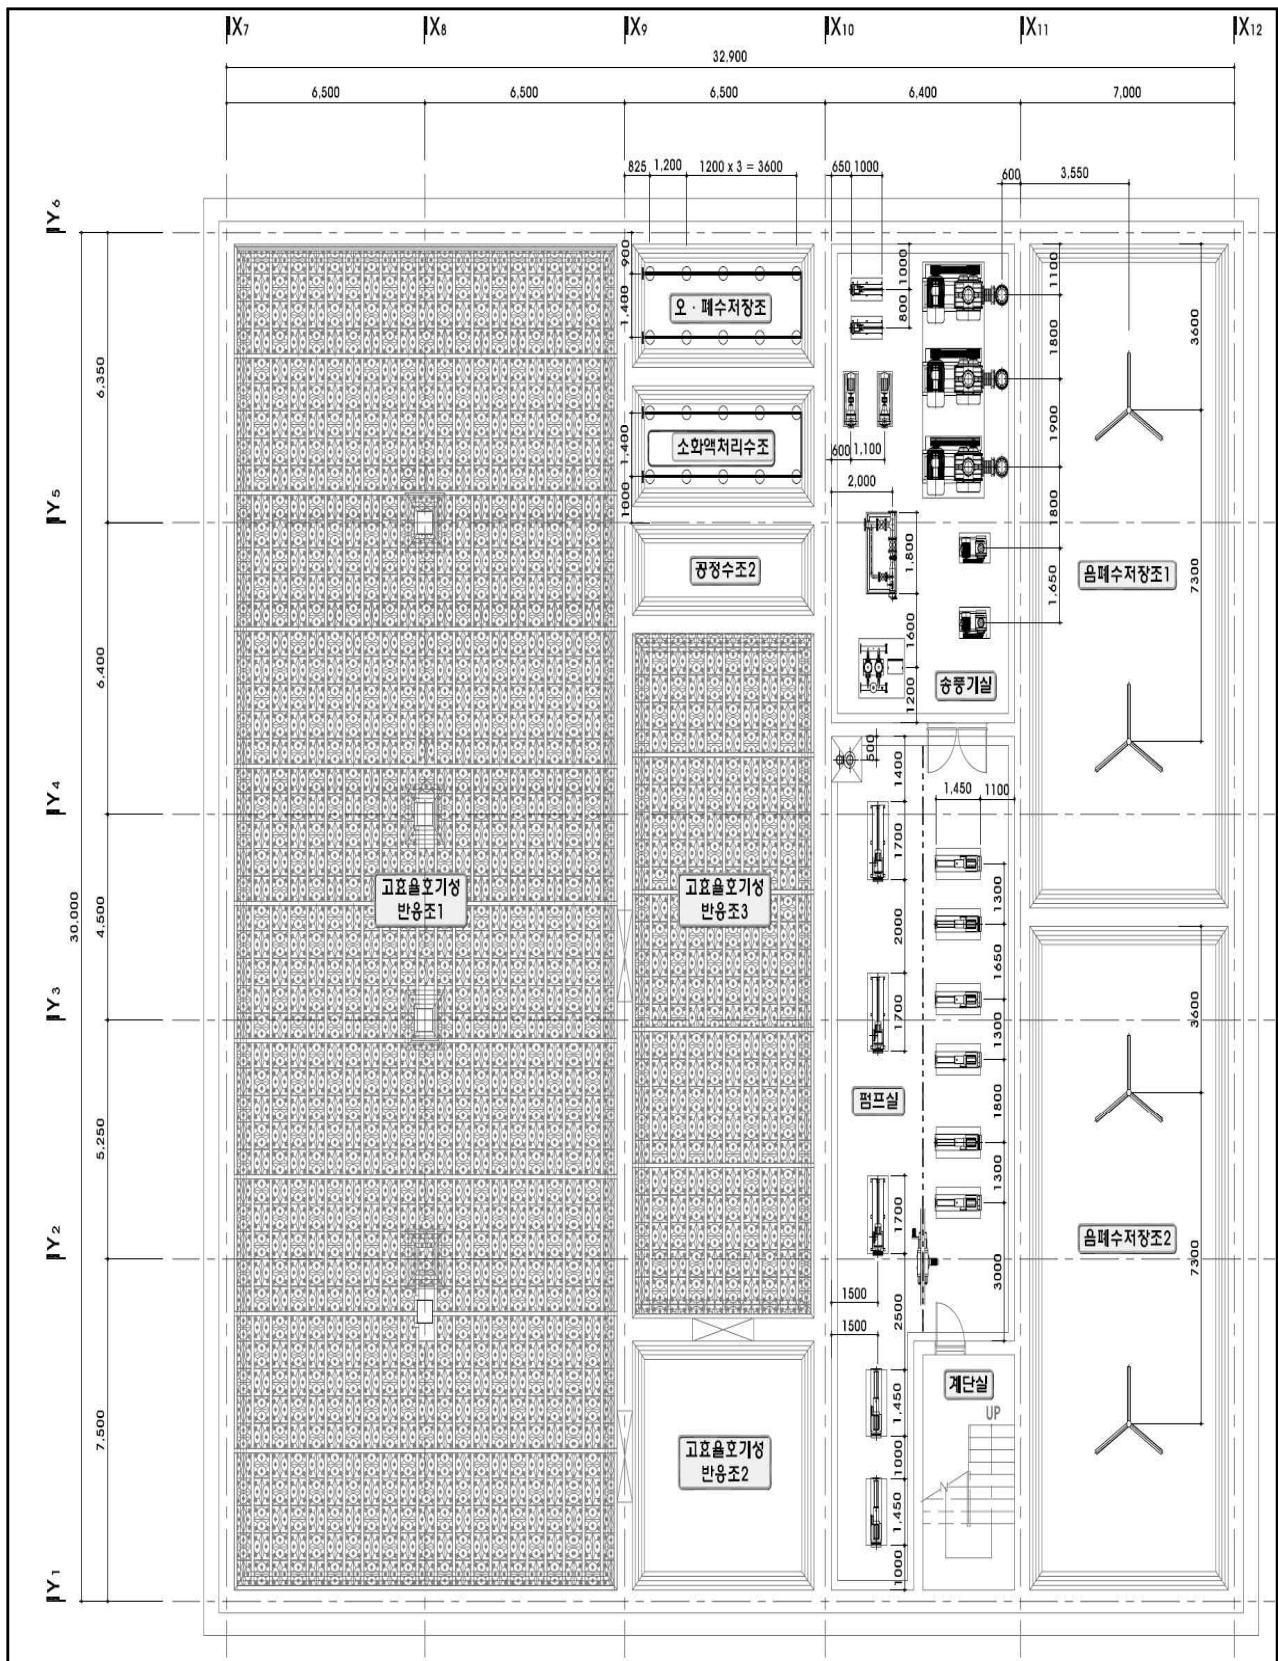 X7
X8
X9
X10
X11
X12
32,900
6,500
6,500
6,500
6,400
7,000
825
1,200
1200 x 3 = 3600
650
1000
600
3,550
Y6
900
1,400
오 · 폐수저장조
1000
800
1100
1800
3600
6,350
1,400
소화액처리수조
1000
600
1,100
1900
2,000
Y5
1,800
1800
공정수조2
1,650
음폐수저장조1
7300
6,400
1600
1200
송풍기실
500
1400
Y4
1,450
1100
1700
1300
고효율호기성
반응조1
고효율호기성
반응조3
30,000
4,500
2000
1650
Y3
1700
1300
3600
펌프실
1800
5,250
1300
1700
Y2
음폐수저장조2
3000
7300
1500
2500
1500
계단실
UP
1,450
7,500
고효율호기성
반응조2
1000
1,450
1000
Y1